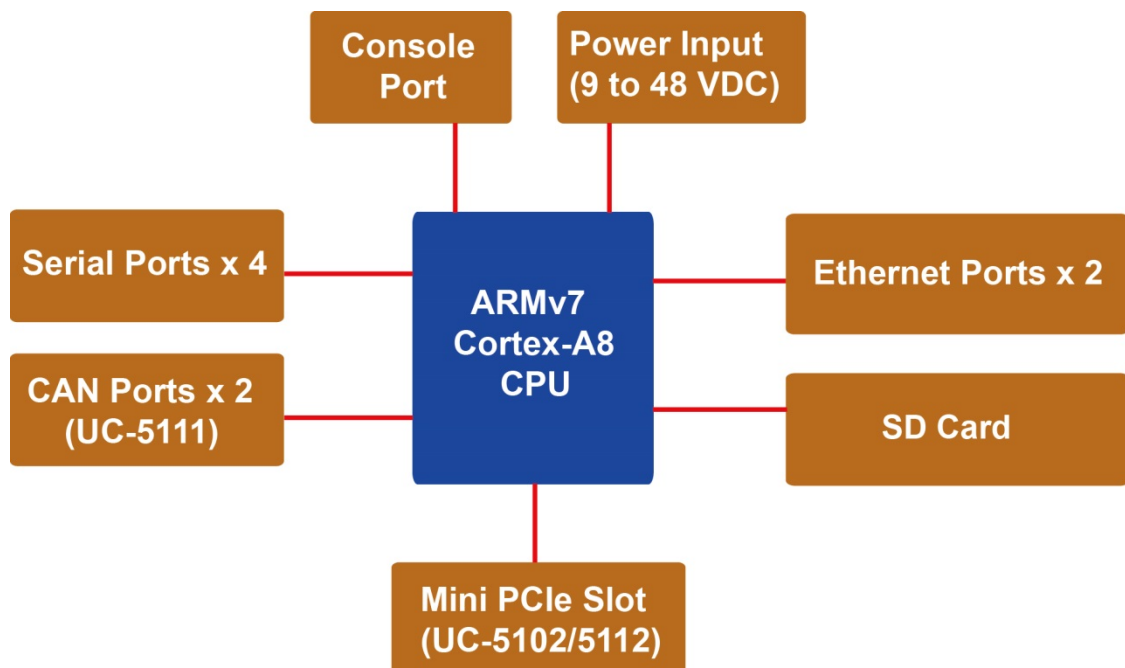 Console
Port
Power Input
(9 to 48 VDC)
Serial Ports x 4
ARMv7
Cortex-A8
CPU
Ethernet Ports x 2
CAN Ports x 2
(UC-5111)
SD Card
Mini PCIe Slot
(UC-5102/5112)